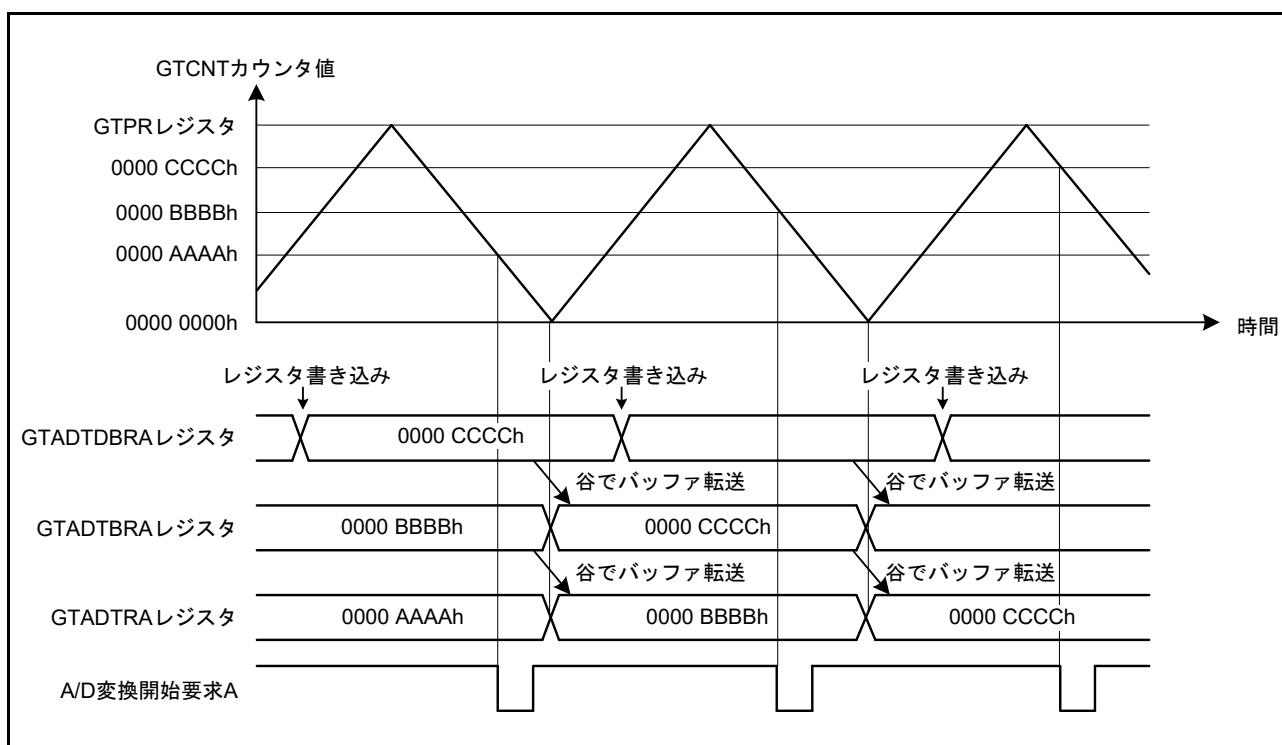 GTCNTカウンタ値
GTPRレジスタ
0000 CCCCh
0000 BBBBh
0000 AAAAh
0000 0000h
時間
レジスタ書き込み レジスタ書き込み レジスタ書き込み
GTADTDBRAレジスタ 0000 CCCCh
谷でバッファ転送 谷でバッファ転送
GTADTBRAレジスタ 0000 BBBBh 0000 CCCCh
谷でバッファ転送 谷でバッファ転送
GTADTRAレジスタ 0000 AAAAh 0000 BBBBh 0000 CCCCh
A/D変換開始要求A